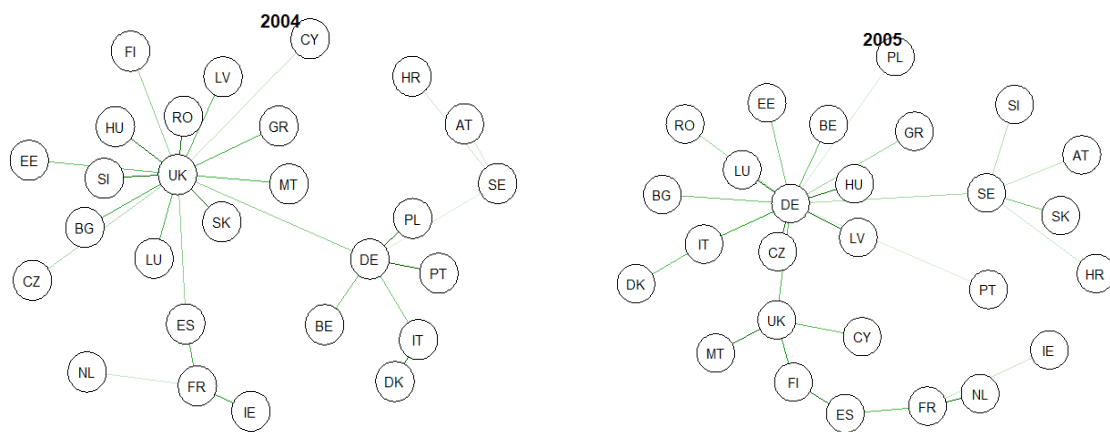 2004
FI
CY
LV
HR
RO
HU
GR
AT
EE
SI
UK
MT
SE
BG
SK
PL
LU
DE
CZ
PT
ES
BE
IT
NL
FR
DK
IE
2005
PL
EE
SI
RO
BE
GR
AT
LU
HU
BG
DE
SE
SK
IT
CZ
LV
DK
HR
PT
UK
MT
CY
IE
FI
NL
FR
ES